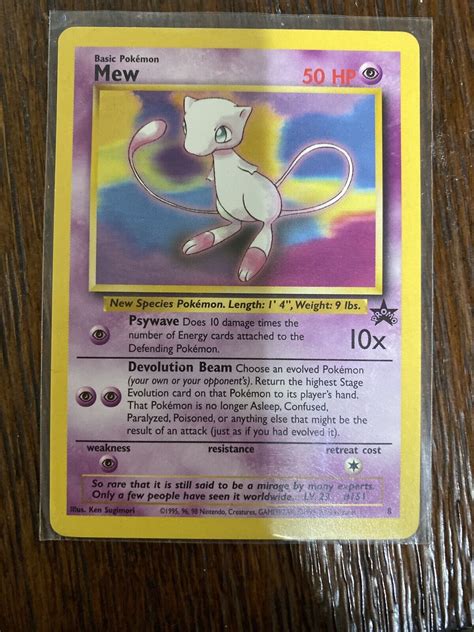 Basic Pokémon
Mew 50 HP
New Species Pokémon. Length: 1' 4", Weight: 9 lbs.
PROMO
Psywave Does 10 damage times the
number of Energy cards attached to the
Defending Pokémon.
10x
Devolution Beam Choose an evolved Pokémon
(your own or your opponent's). Return the highest Stage
Evolution card on that Pokémon to its player's hand.
That Pokémon is no longer Asleep, Confused,
Paralyzed, Poisoned, or anything else that might be the
result of an attack (just as if you had evolved it).
weakness resistance retreat cost
So rare that it is still said to be a mirage by many experts.
Only a few people have seen it worldwide. LV. 23 #151
Illus. Ken Sugimori ©1995, 96, 98 Nintendo, Creatures, GAMEFREAK. 8